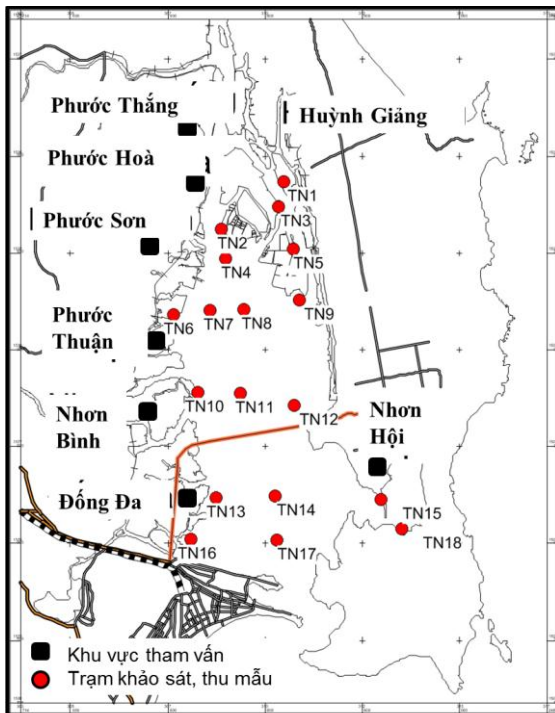 Phước Thắng
Huỳnh Giảng
Phước Hoà
TN1
TN3
Phước Sơn
TN2
TN4
TN5
TN9
Phước
Thuận
TN6
TN7
TN8
Nhơn
Bình
TN10
TN11
TN12
Nhơn
Hội
Đống Đa
TN13
TN14
TN15
TN16
TN17
TN18
Khu vực tham vấn
Trạm khảo sát, thu mẫu